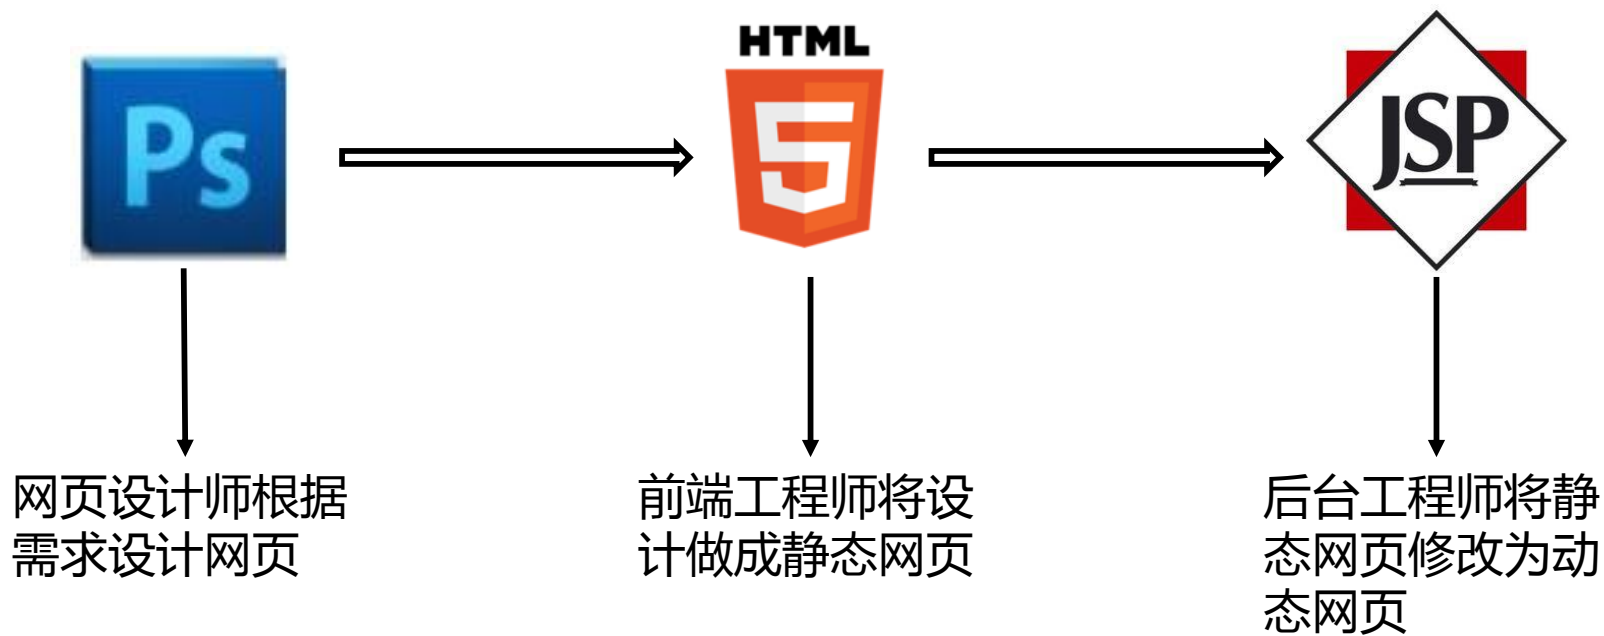 Ps
HTML
5
JSP
网页设计师根据
需求设计网页
前端工程师将设
计做成静态网页
后台工程师将静
态网页修改为动
态网页